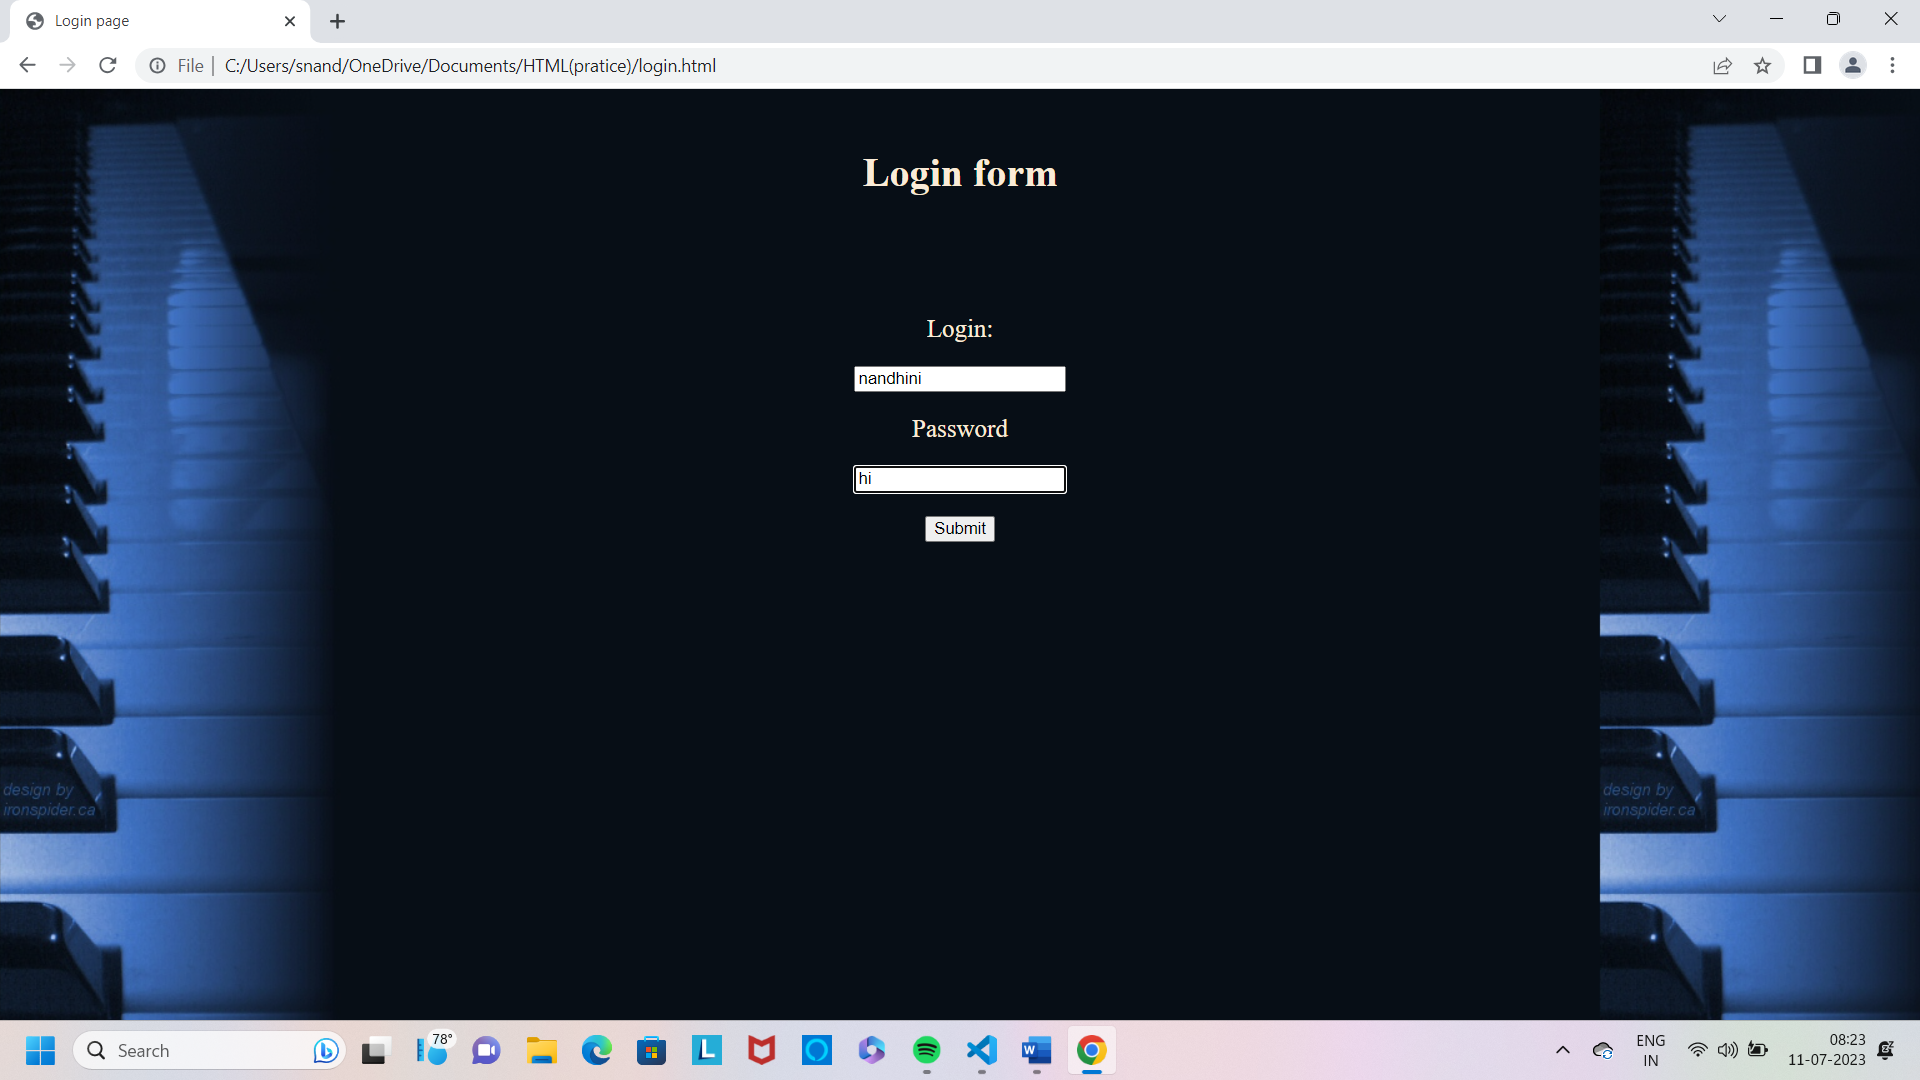 Login page
File
C:/Users/snand/OneDrive/Documents/HTML(pratice)/login.html
Login form
Login:
nandhini
Password
hi
Submit
design by
ironspider.ca
design by
ironspider.ca
Search
78°
L
W
ENG
IN
08:23
11-07-2023